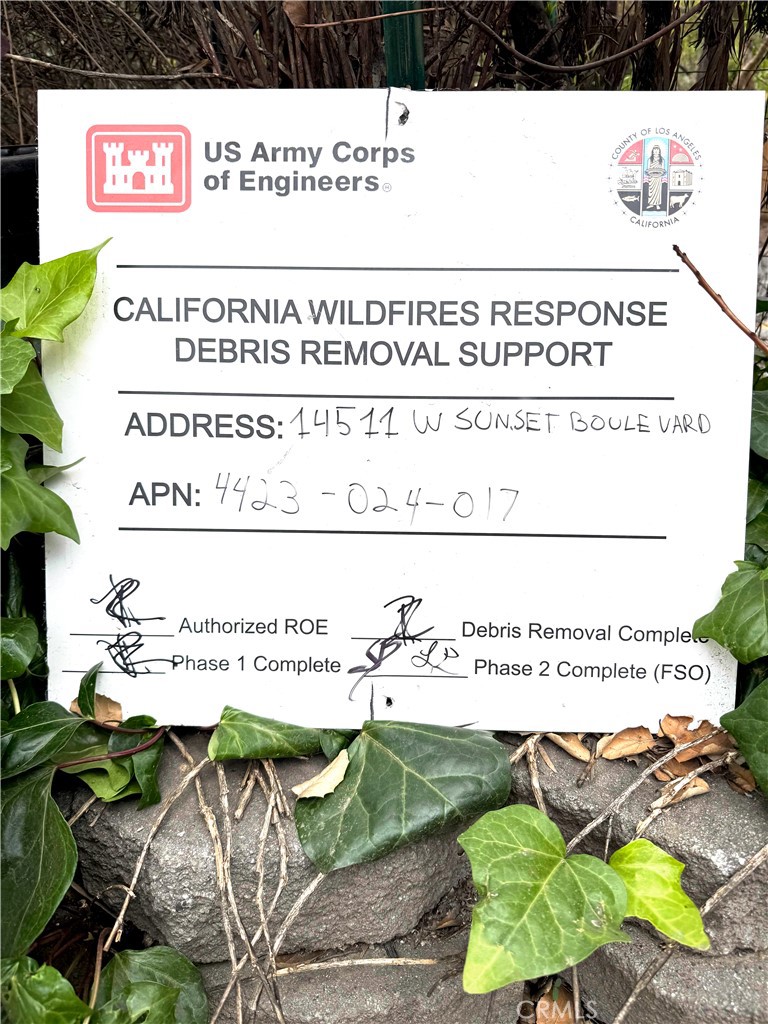 US Army Corps
of Engineers®
COUNTY OF LOS ANGELES
CALIFORNIA
CALIFORNIA WILDFIRES RESPONSE
DEBRIS REMOVAL SUPPORT
ADDRESS: 14511 W SUNSET BOULEVARD
APN: 4423-024-017
Authorized ROE Debris Removal Complete
Phase 1 Complete Phase 2 Complete (FSO)
CRMLS